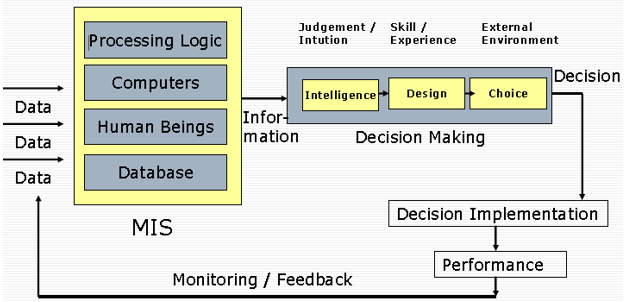 Judgement /
Intution
Skill /
Experience
External
Environment
Processing Logic
Computers
Human Beings
Database
MIS
Data
Data
Data
Infor-
mation
Intelligence
Design
Choice
Decision Making
Decision
Decision Implementation
Performance
Monitoring / Feedback